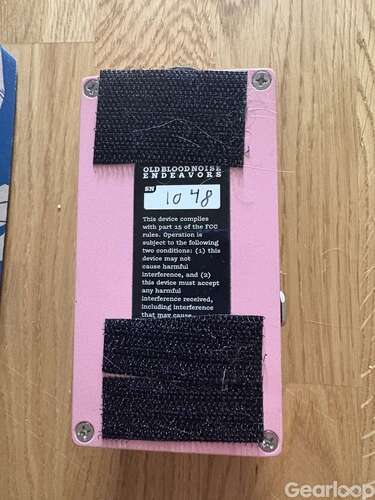 OLD BLOOD NOISE
ENDEAVORS
SN
1048
This device complies
with part 15 of the FCC
rules. Operation is
subject to the following
two conditions: (1) this
device may not
cause harmful
interference, and (2)
this device must accept
any harmful
interference received,
including interference
that may cause
Gearloop